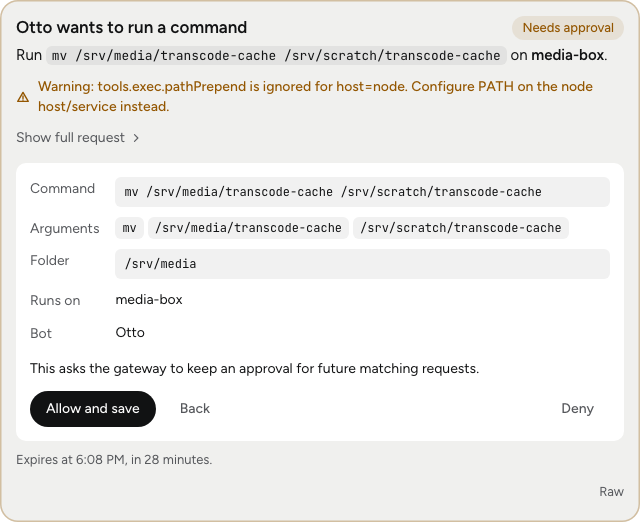 Otto wants to run a command
Needs approval
Run mv /srv/media/transcode-cache /srv/scratch/transcode-cache on media-box.
Warning: tools.exec.pathPrepend is ignored for host=node. Configure PATH on the node
host/service instead.
Show full request
Command
mv /srv/media/transcode-cache /srv/scratch/transcode-cache
Arguments
mv /srv/media/transcode-cache /srv/scratch/transcode-cache
Folder
/srv/media
Runs on
media-box
Bot
Otto
This asks the gateway to keep an approval for future matching requests.
Allow and save
Back
Deny
Expires at 6:08 PM, in 28 minutes.
Raw